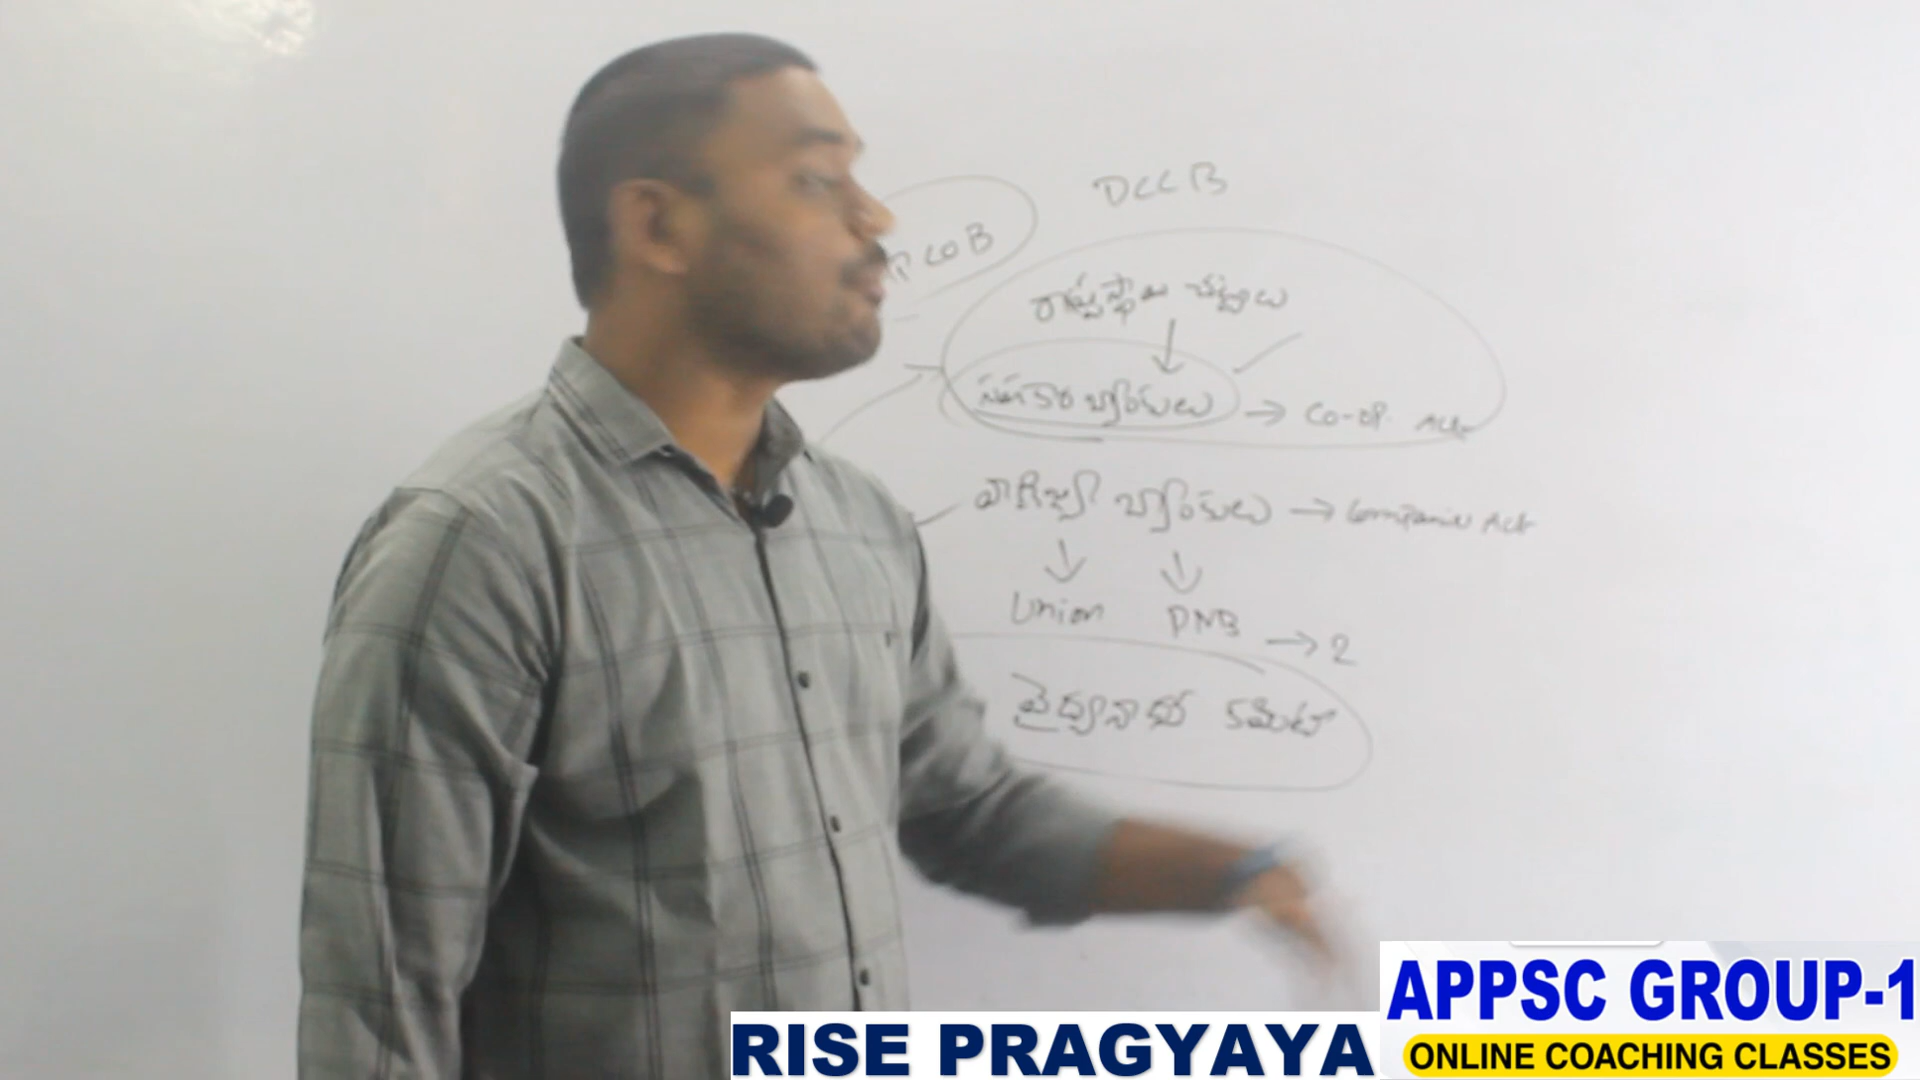 DCCB
COB
రాష్ట్రస్థాయి చట్టాలు
సహకార బ్యాంకులు → CO-OP. Act
వాణిజ్య బ్యాంకులు → Companies Act
↓ ↓
Union PNB → 2
వైద్యనాథ్ కమిటీ
APPSC GROUP-1
RISE PRAGYAYA
ONLINE COACHING CLASSES